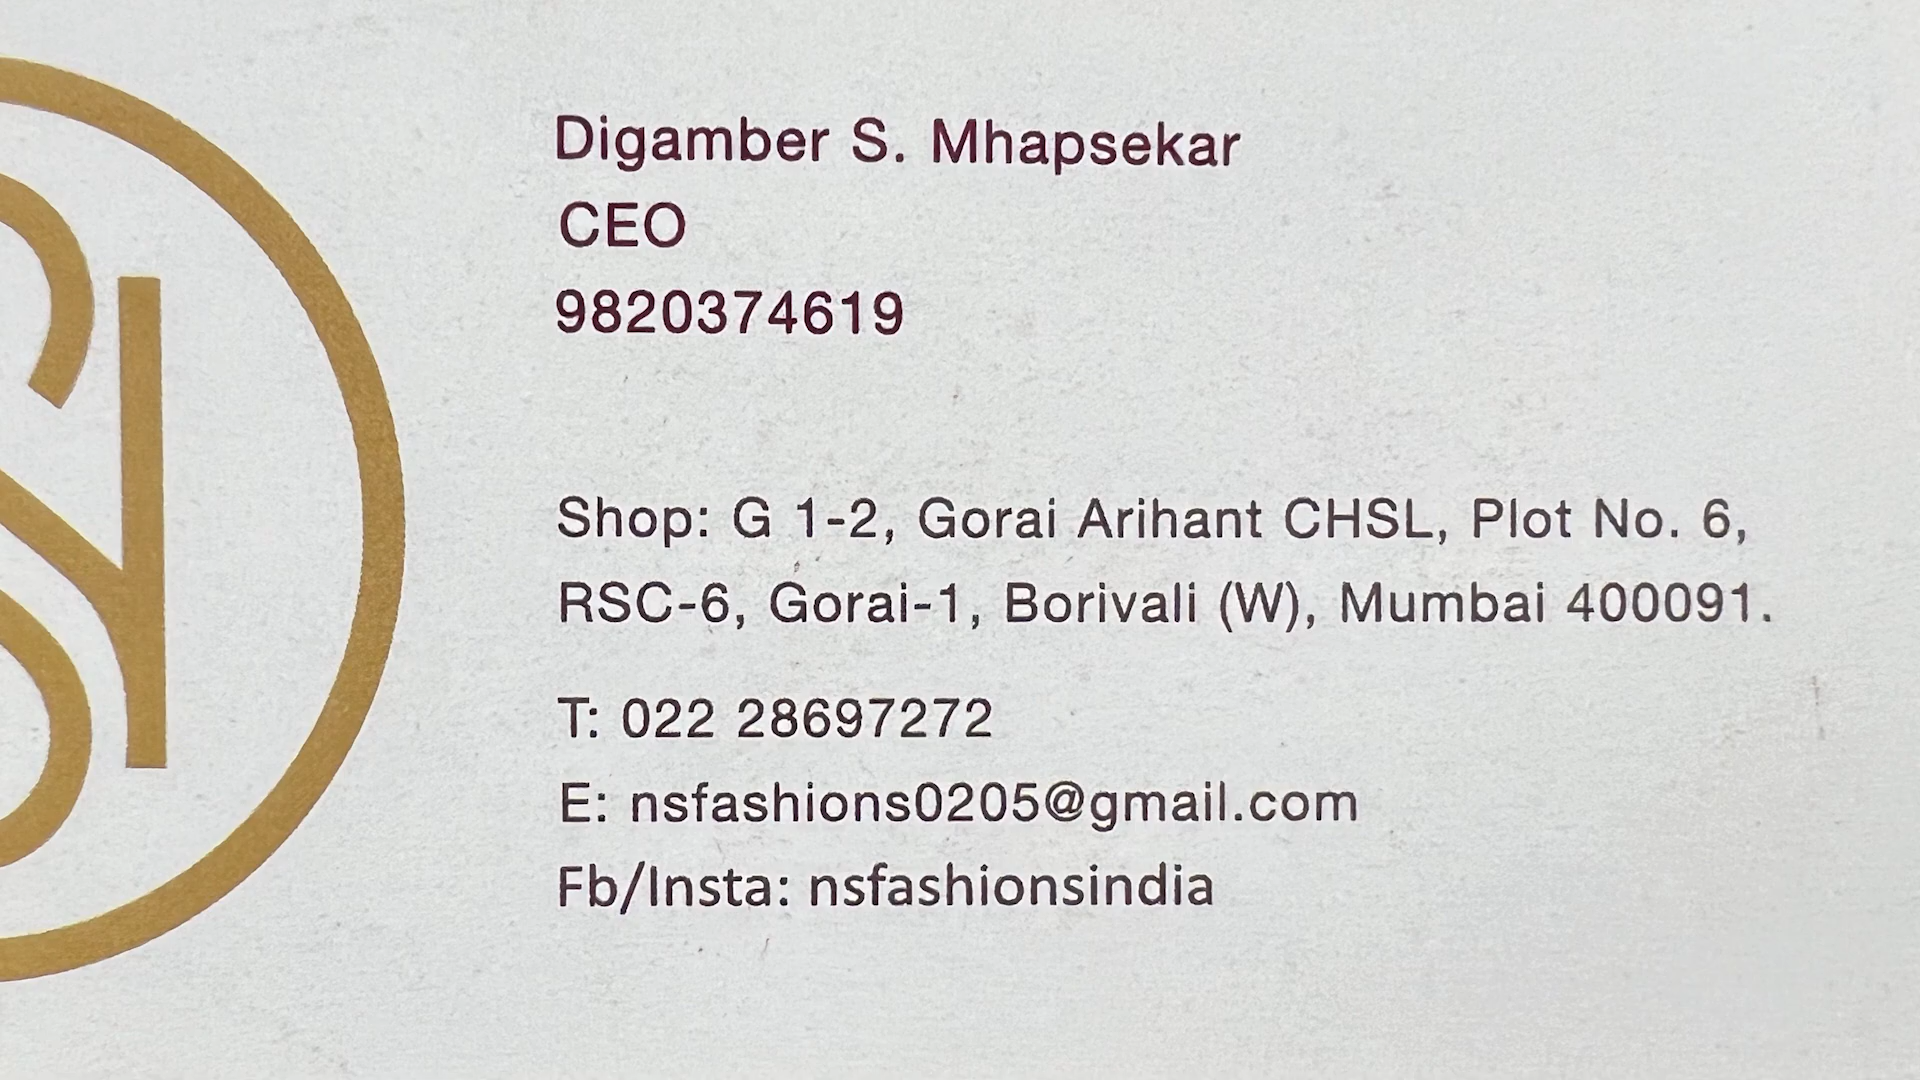 Digamber S. Mhapsekar
CEO
9820374619
Shop: G 1-2, Gorai Arihant CHSL, Plot No. 6,
RSC-6, Gorai-1, Borivali (W), Mumbai 400091.
T: 022 28697272
E: nsfashions0205@gmail.com
Fb/Insta: nsfashionsindia